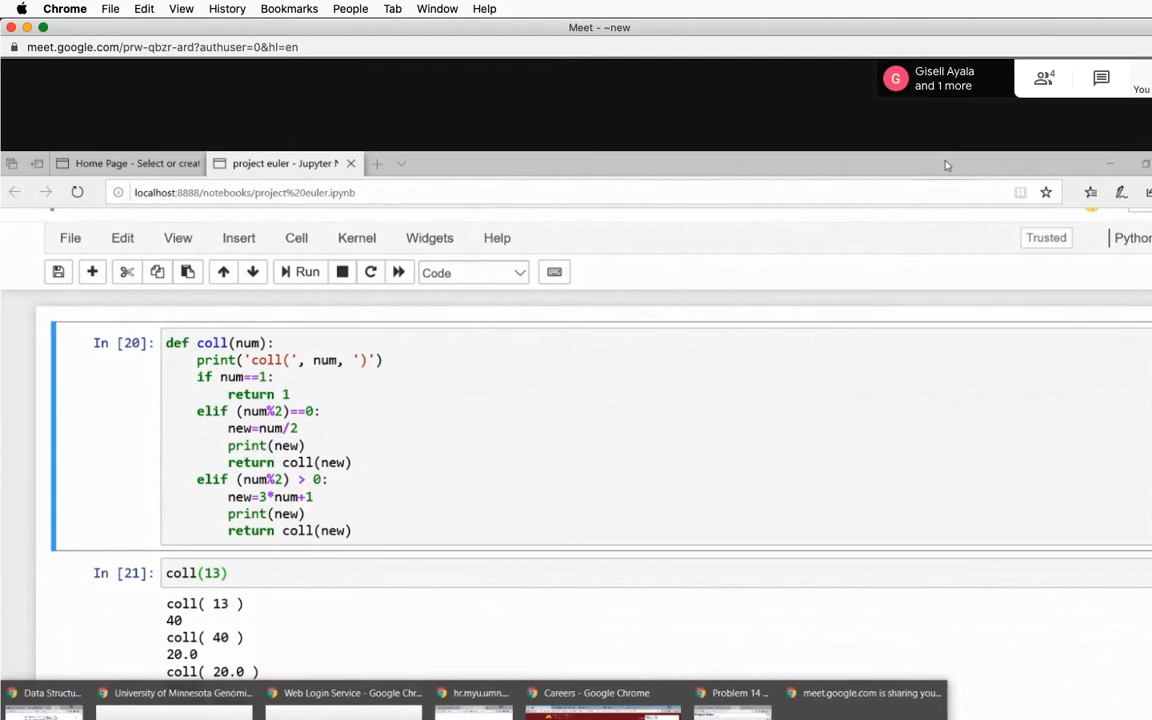 Chrome File Edit View History Bookmarks People Tab Window Help
Meet - ~new
meet.google.com/prw-qbzr-ard?authuser=0&hl=en
G Gisell Ayala
and 1 more
4
You
Home Page - Select or creat
project euler - Jupyter N
localhost:8888/notebooks/project%20euler.ipynb
File Edit View Insert Cell Kernel Widgets Help
Trusted
Python
Run
Code
In [20]: def coll(num):
print('coll(', num, ')')
if num==1:
return 1
elif (num%2)==0:
new=num/2
print(new)
return coll(new)
elif (num%2) > 0:
new=3*num+1
print(new)
return coll(new)
In [21]: coll(13)
coll( 13 )
40
coll( 40 )
20.0
coll( 20.0 )
Data Structu...
University of Minnesota Genomi...
Web Login Service - Google Chr...
hr.myu.umn...
Careers - Google Chrome
Problem 14 ...
meet.google.com is sharing you...